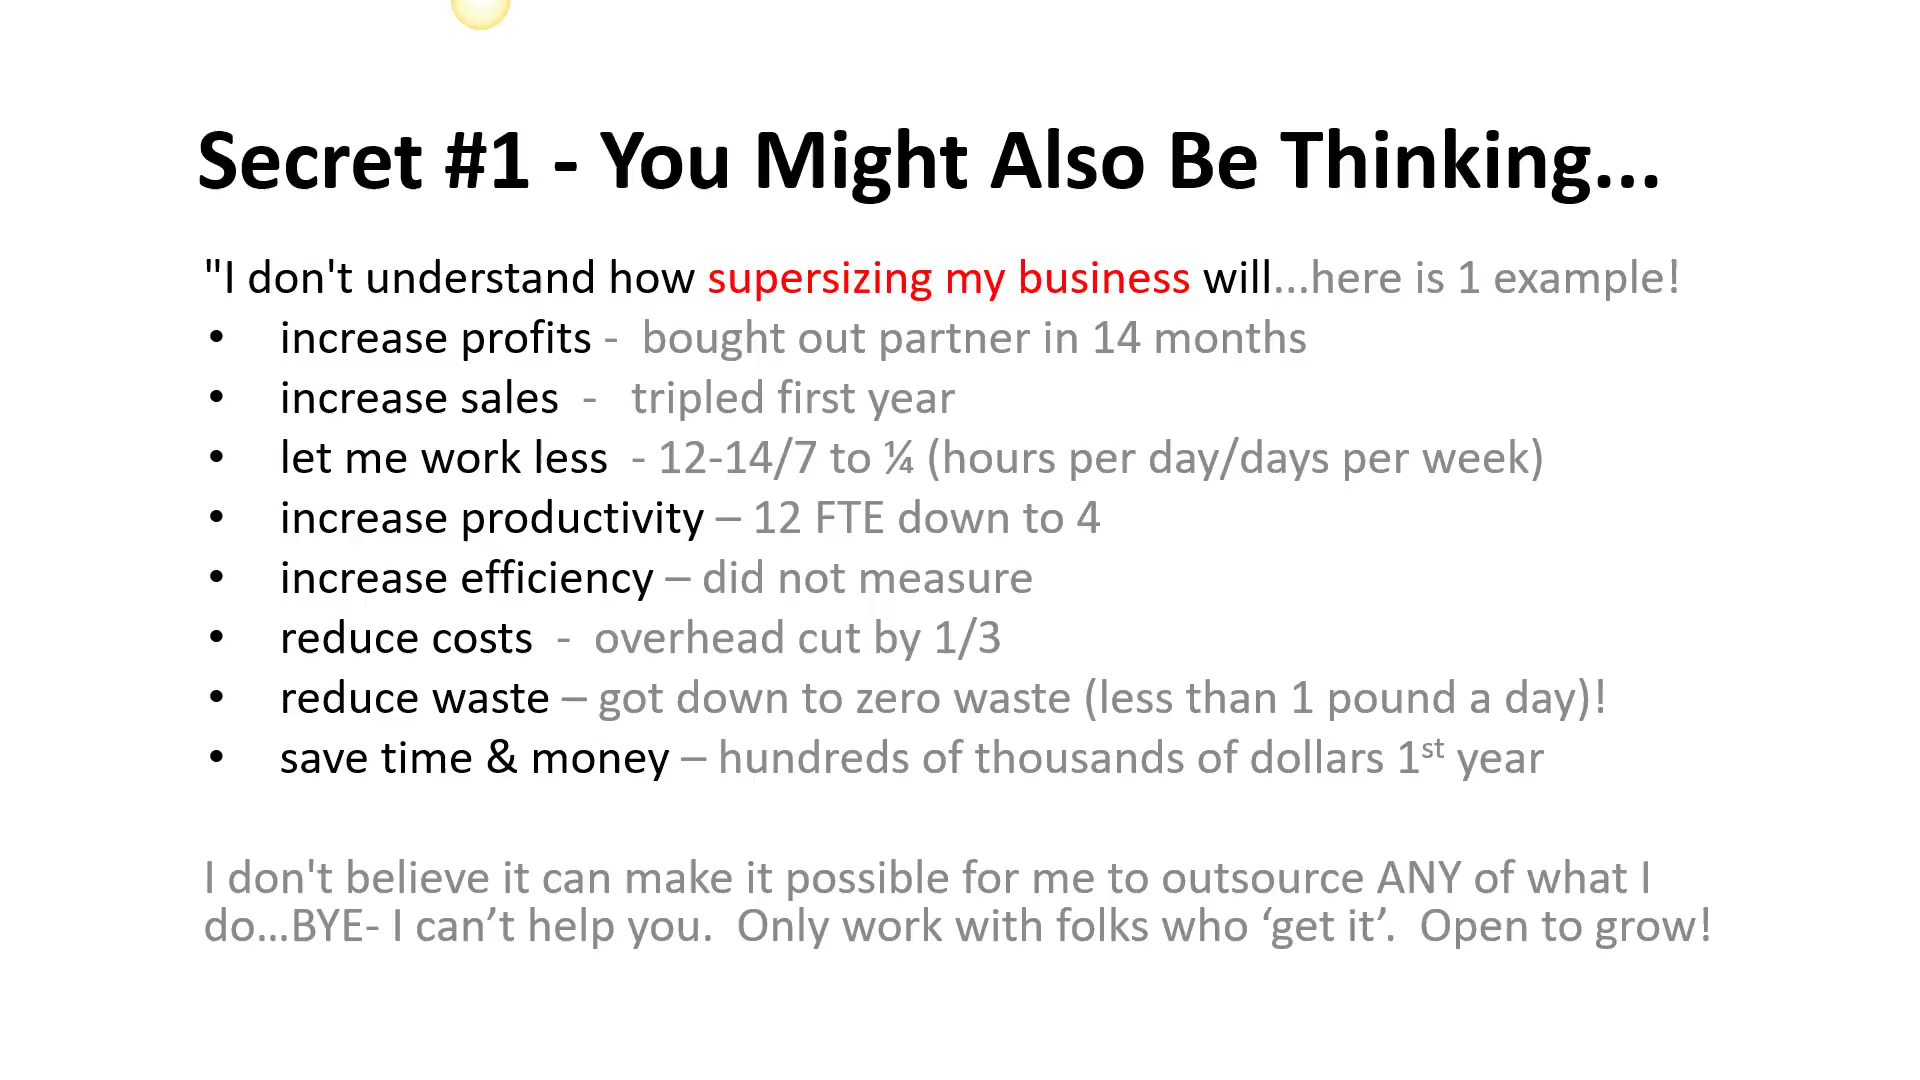 Secret #1 - You Might Also Be Thinking...
"I don't understand how supersizing my business will...here is 1 example!
• increase profits - bought out partner in 14 months
• increase sales - tripled first year
• let me work less - 12-14/7 to ¼ (hours per day/days per week)
• increase productivity – 12 FTE down to 4
• increase efficiency – did not measure
• reduce costs - overhead cut by 1/3
• reduce waste – got down to zero waste (less than 1 pound a day)!
• save time & money – hundreds of thousands of dollars 1st year
I don't believe it can make it possible for me to outsource ANY of what I
do…BYE- I can’t help you. Only work with folks who ‘get it’. Open to grow!